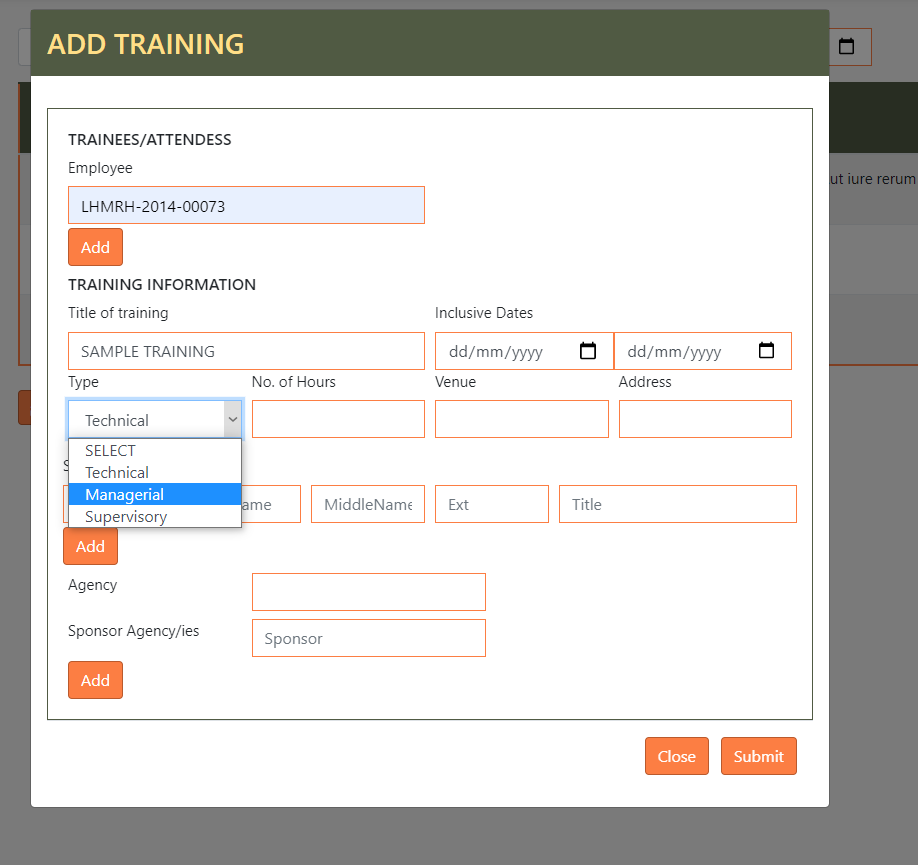 ADD TRAINING
TRAINEES/ATTENDESS
Employee
LHMRH-2014-00073
Add
ut iure rerum
TRAINING INFORMATION
Title of training Inclusive Dates
SAMPLE TRAINING dd/mm/yyyy dd/mm/yyyy
Type No. of Hours Venue Address
Technical
SELECT
Technical
Managerial
Supervisory
ame MiddleName Ext Title
Add
Agency
Sponsor Agency/ies Sponsor
Add
Close Submit